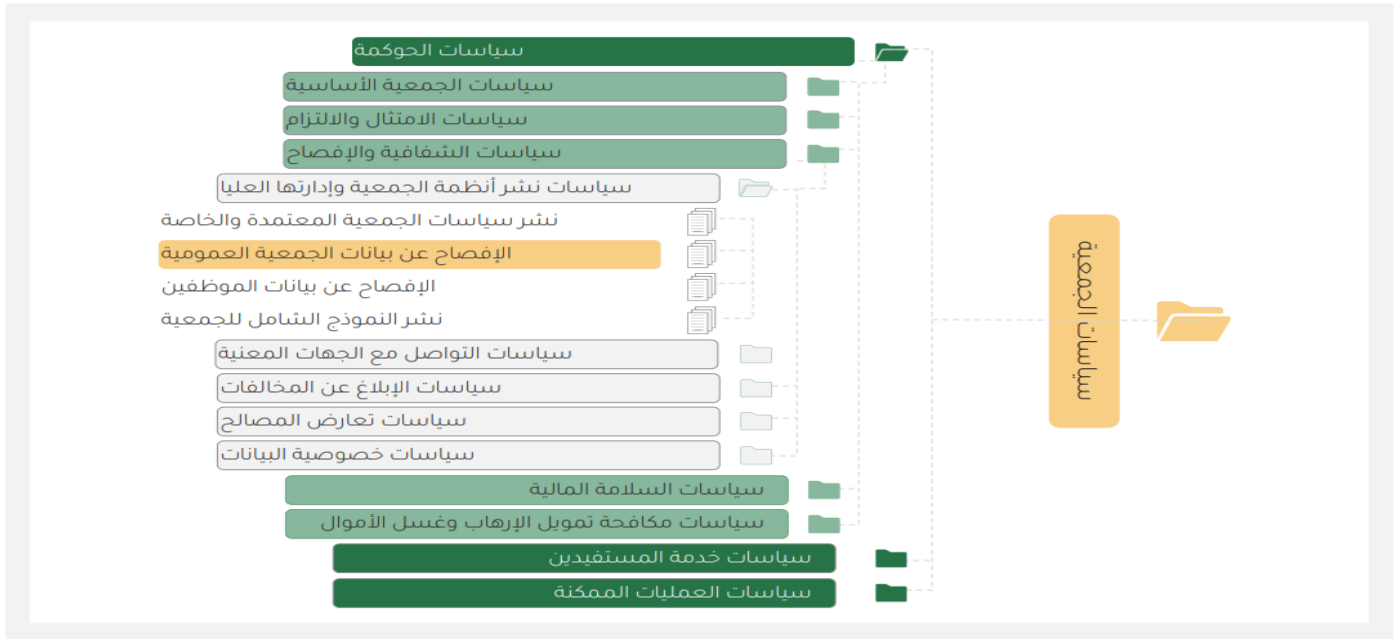 سياسات الجمعية
سياسات الحوكمة
سياسات الجمعية الأساسية
سياسات الامتثال والالتزام
سياسات الشفافية والإفصاح
سياسات نشر أنظمة الجمعية وإدارتها العليا
نشر سياسات الجمعية المعتمدة والخاصة
الإفصاح عن بيانات الجمعية العمومية
الإفصاح عن بيانات الموظفين
نشر النموذج الشامل للجمعية
سياسات التواصل مع الجهات المعنية
سياسات الإبلاغ عن المخالفات
سياسات تعارض المصالح
سياسات خصوصية البيانات
سياسات السلامة المالية
سياسات مكافحة تمويل الإرهاب وغسل الأموال
سياسات خدمة المستفيدين
سياسات العمليات الممكنة